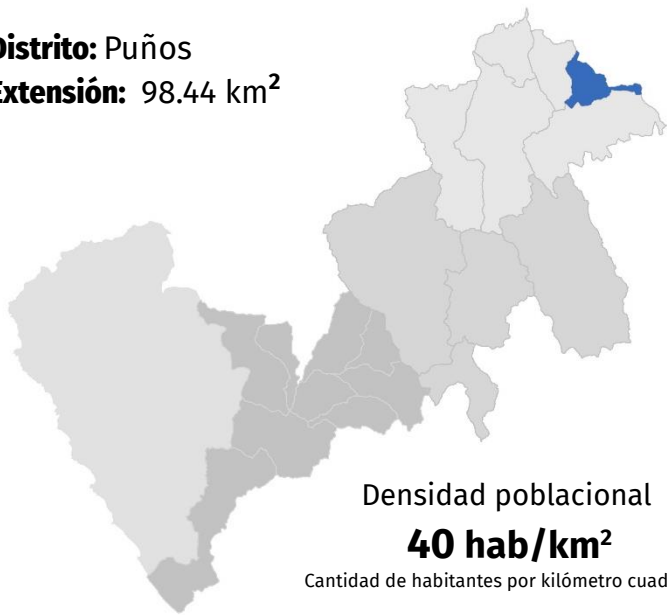 Distrito: Puños
Extensión: 98.44 km²
Densidad poblacional
40 hab/km²
Cantidad de habitantes por kilómetro cuad